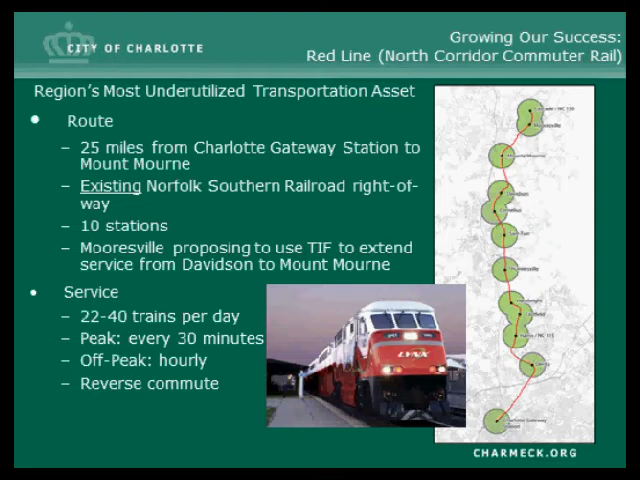 CITY OF CHARLOTTE
Growing Our Success:
Red Line (North Corridor Commuter Rail)
Region's Most Underutilized Transportation Asset
• Route
– 25 miles from Charlotte Gateway Station to
Mount Mourne
– Existing Norfolk Southern Railroad right-of-
way
– 10 stations
– Mooresville proposing to use TIF to extend
service from Davidson to Mount Mourne
• Service
– 22-40 trains per day
– Peak: every 30 minutes
– Off-Peak: hourly
– Reverse commute
LYNX
Mooresville
Davidson
Cornelius
CHARMECK.ORG